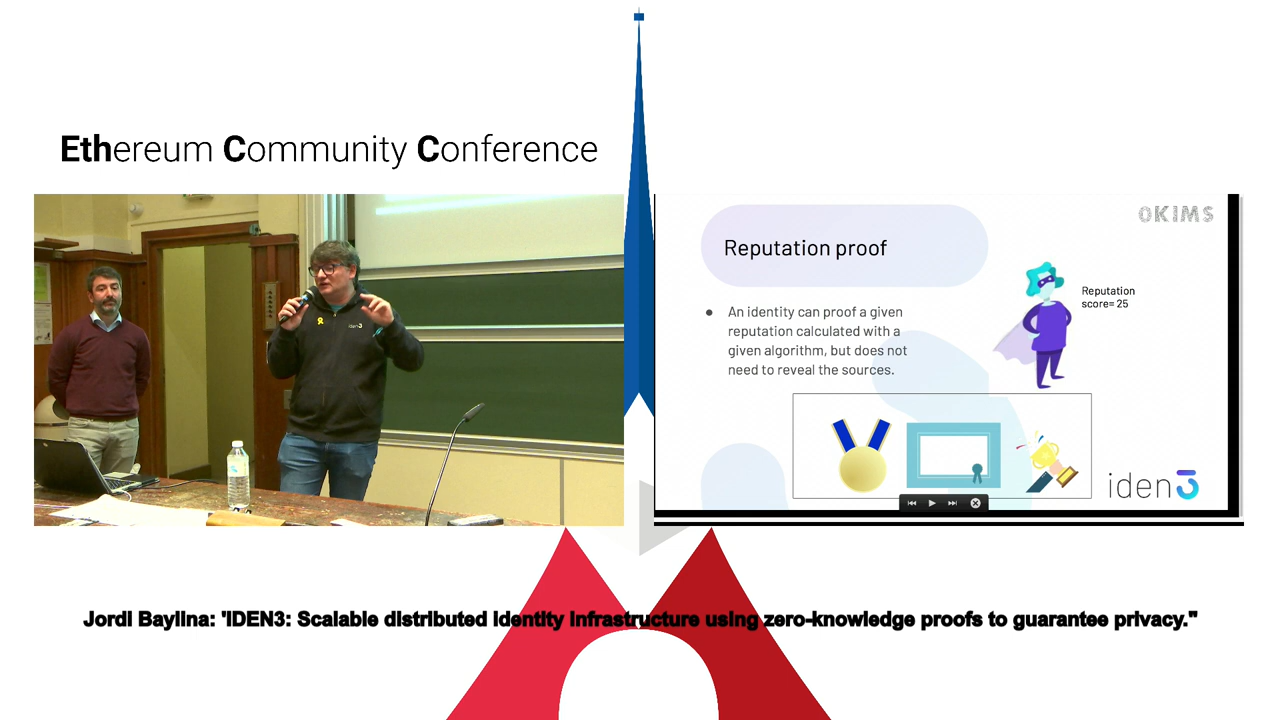 Ethereum Community Conference
OKIMS
Reputation proof
Reputation
score= 25
● An identity can proof a given
reputation calculated with a
given algorithm, but does not
need to reveal the sources.
iden3
iden3
Jordi Baylina: "IDEN3: Scalable distributed identity infrastructure using zero-knowledge proofs to guarantee privacy."